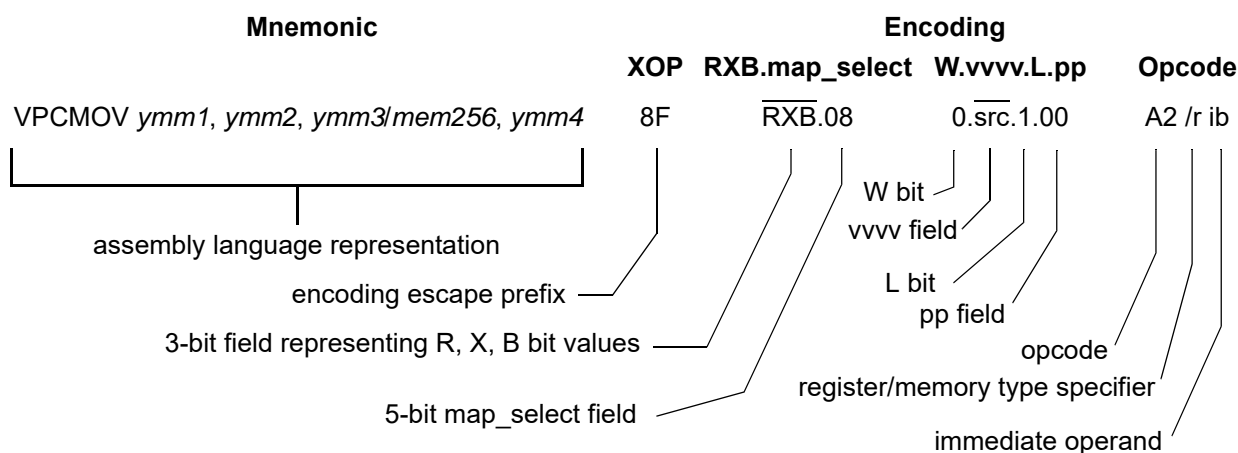 Mnemonic Encoding
XOP RXB.map_select W.vvvv.L.pp Opcode
VPCMOV ymm1, ymm2, ymm3/mem256, ymm4 8F RXB.08 0.src.1.00 A2 /r ib
W bit
vvvv field
assembly language representation
L bit
encoding escape prefix
pp field
3-bit field representing R, X, B bit values
opcode
register/memory type specifier
5-bit map_select field
immediate operand